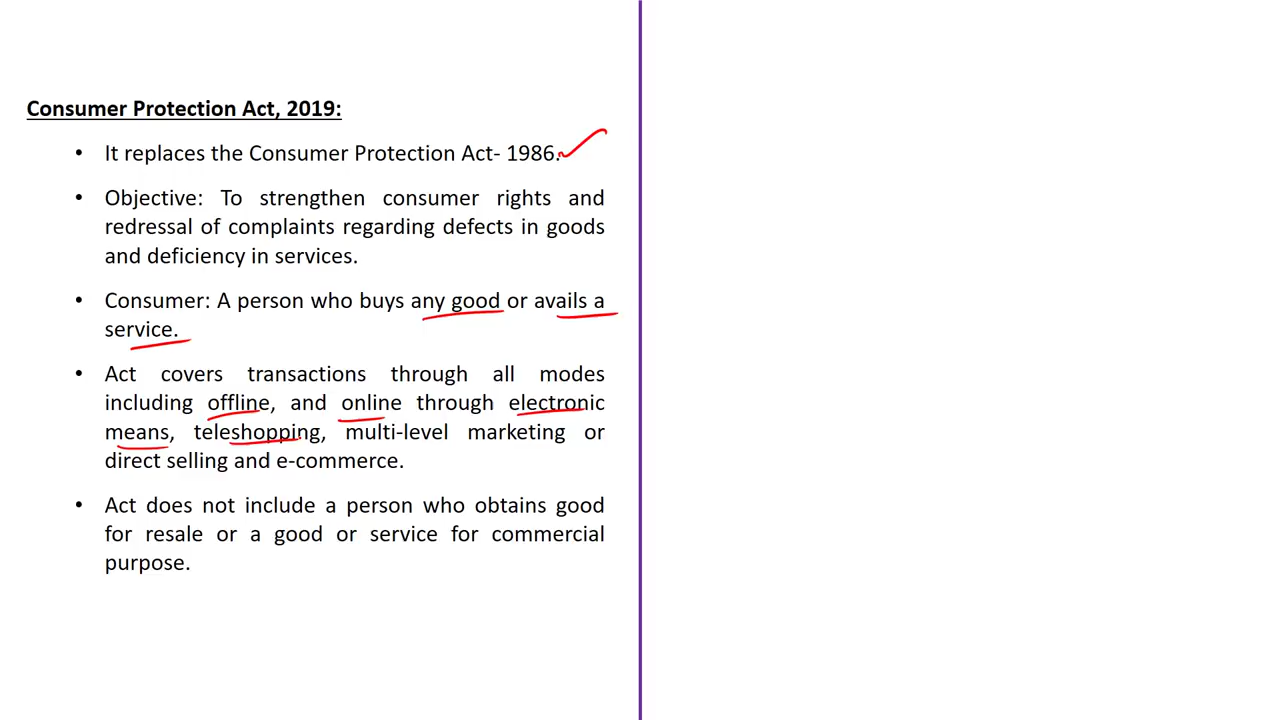 Consumer Protection Act, 2019:
• It replaces the Consumer Protection Act- 1986.
• Objective: To strengthen consumer rights and
redressal of complaints regarding defects in goods
and deficiency in services.
• Consumer: A person who buys any good or avails a
service.
• Act covers transactions through all modes
including offline, and online through electronic
means, teleshopping, multi-level marketing or
direct selling and e-commerce.
• Act does not include a person who obtains good
for resale or a good or service for commercial
purpose.